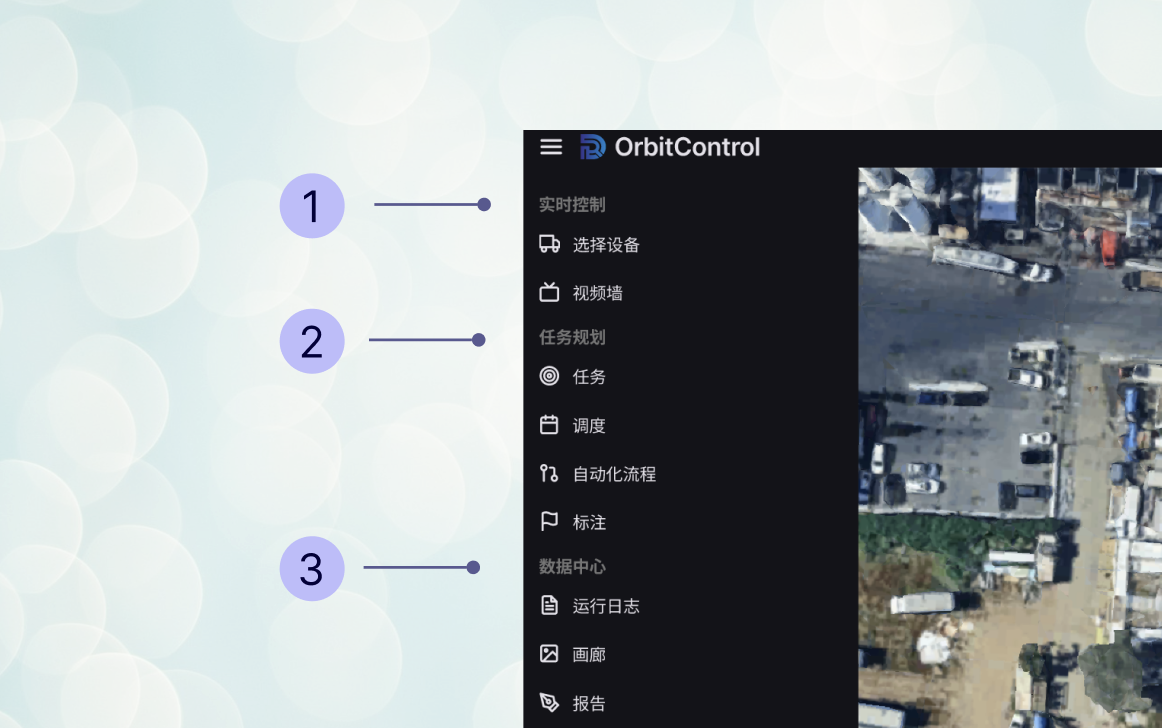 OrbitControl
1
实时控制
选择设备
视频墙
2
任务规划
任务
调度
自动化流程
标注
3
数据中心
运行日志
画廊
报告